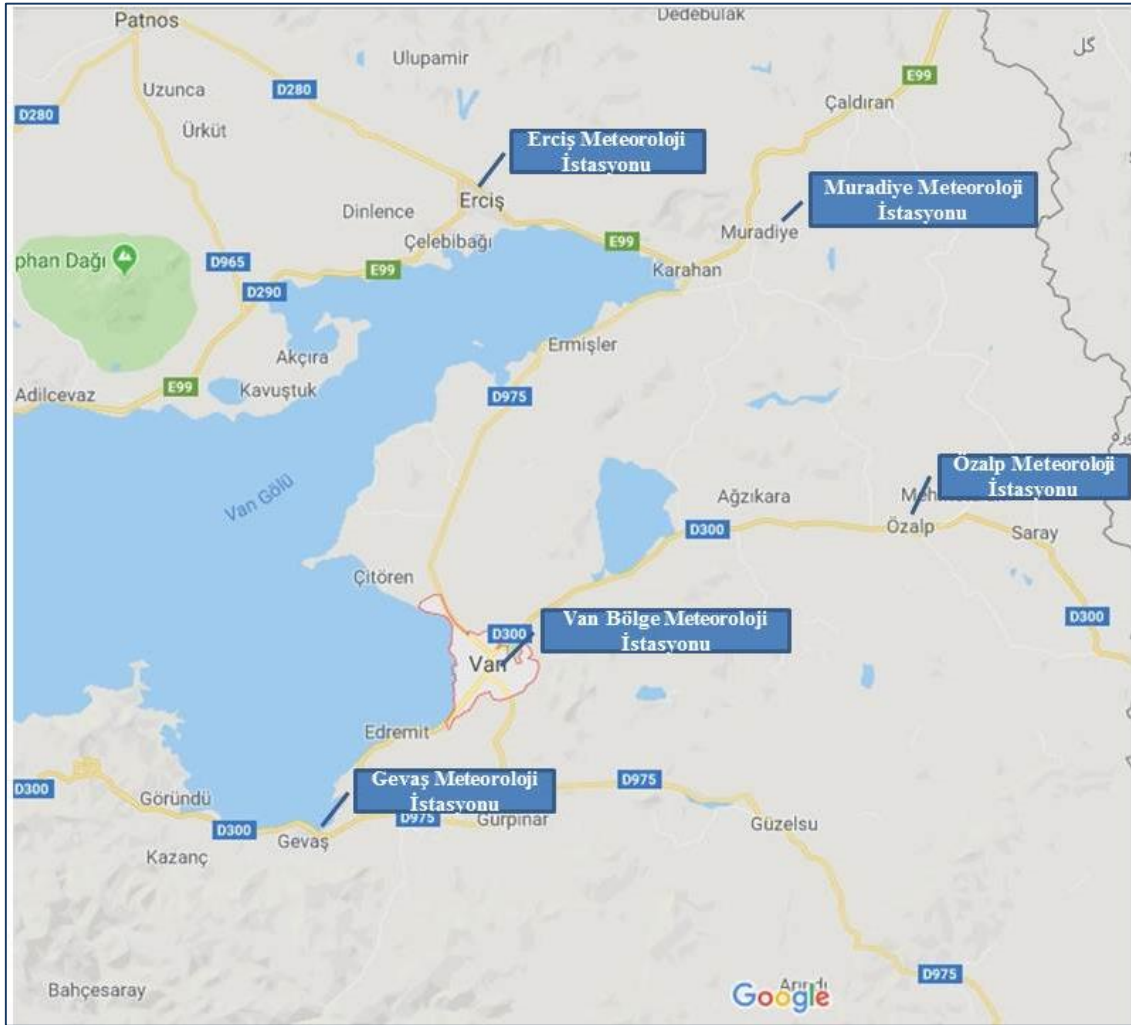 Patnos
Dedebulak
Ulupamir
كل
E99
Uzunca
D280
Çaldıran
D280
Ürküt
Erciş Meteoroloji
İstasyonu
Erciş
Muradiye Meteoroloji
İstasyonu
Dinlence
Muradiye
Çelebibağı
E99
phan Dağı
D965
E99
Karahan
D290
Ermişler
Akçıra
E99
Kavuştuk
Adilcevaz
D975
Özalp Meteoroloji
İstasyonu
Van Gölü
Ağzıkara
D300
Özalp
Saray
Çitören
Van Bölge Meteoroloji
İstasyonu
D300
D300
Van
Edremit
Gevaş Meteoroloji
İstasyonu
D300
D975
Göründü
D300
D975
Gürpınar
Güzelsu
Gevaş
Kazanç
D975
Bahçesaray
Google